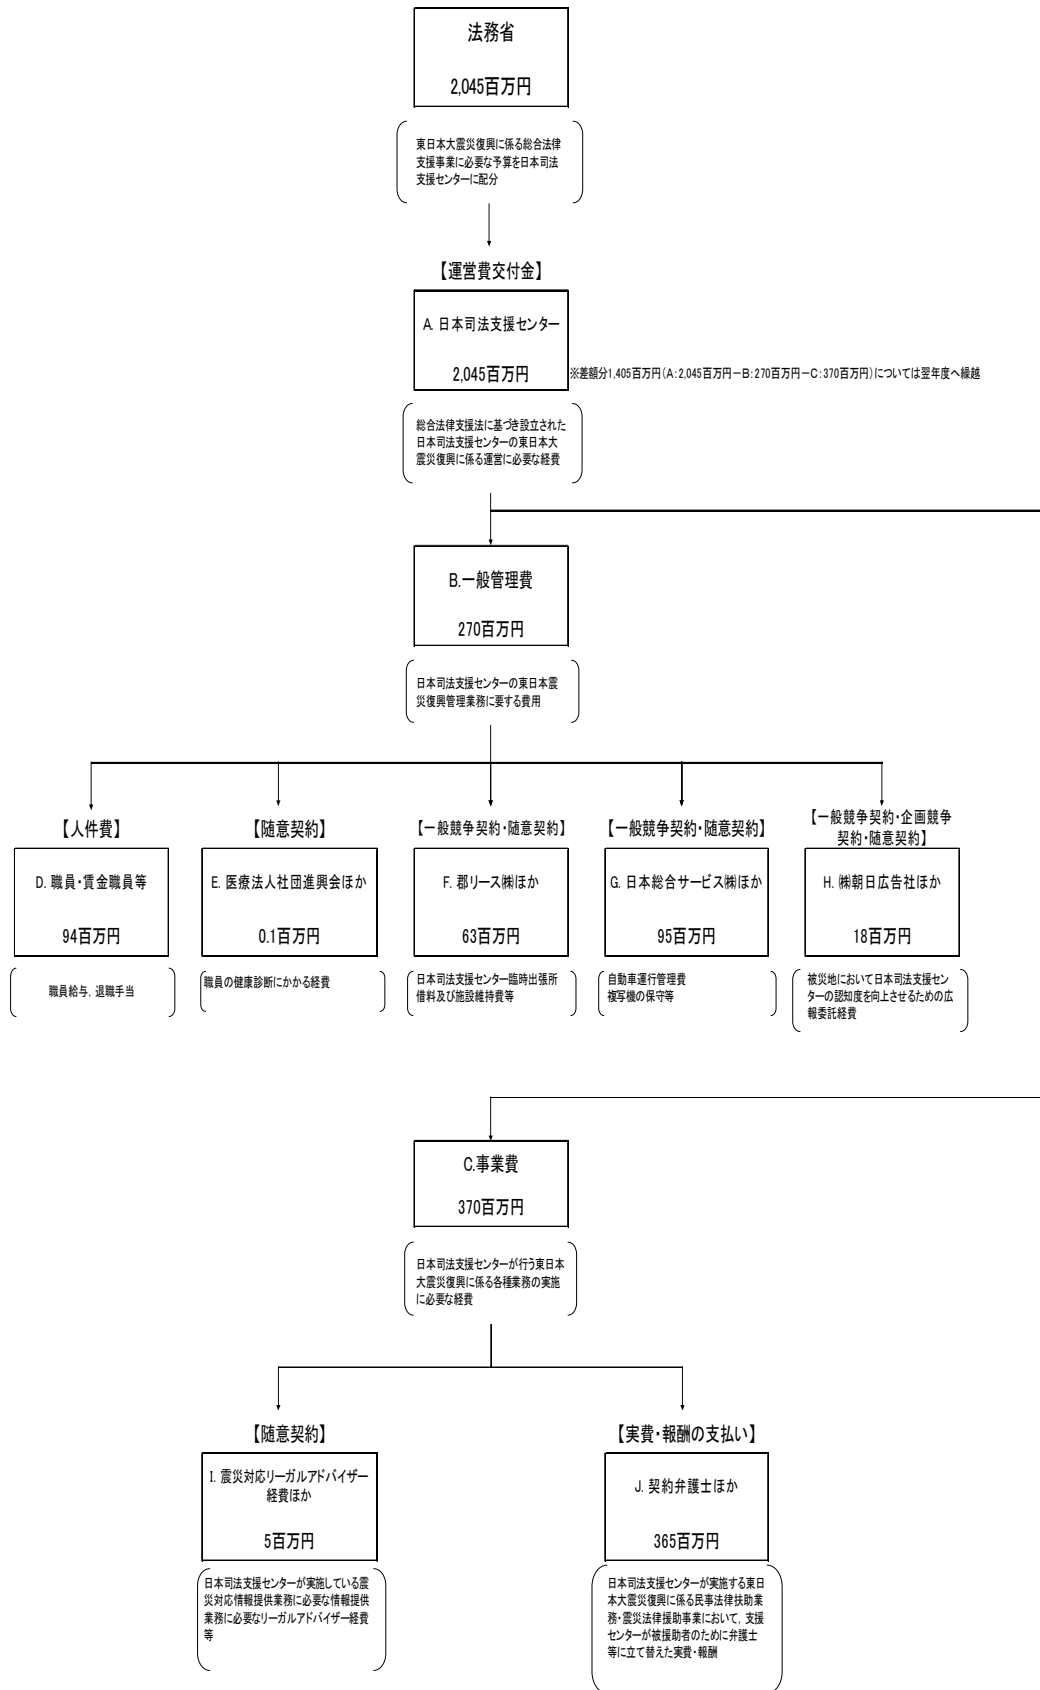 法務省
2,045百万円
東日本大震災復興に係る総合法律
支援事業に必要な予算を日本司法
支援センターに配分
【運営費交付金】
A. 日本司法支援センター
2,045百万円
※差額分1,405百万円(A:2,045百万円－B:270百万円－C:370百万円)については翌年度へ繰越
総合法律支援法に基づき設立された
日本司法支援センターの東日本大
震災復興に係る運営に必要な経費
B.一般管理費
270百万円
日本司法支援センターの東日本震
災復興管理業務に要する費用
【人件費】
D. 職員・賃金職員等
94百万円
職員給与, 退職手当
【随意契約】
E. 医療法人社団進興会ほか
0.1百万円
職員の健康診断にかかる経費
【一般競争契約・随意契約】
F. 郡リース㈱ほか
63百万円
日本司法支援センター臨時出張所
借料及び施設維持費等
【一般競争契約・随意契約】
G. 日本総合サービス㈱ほか
95百万円
自動車運行管理費
複写機の保守等
【一般競争契約・企画競争
契約・随意契約】
H. ㈱朝日広告社ほか
18百万円
被災地において日本司法支援セン
ターの認知度を向上させるための広
報委託経費
C.事業費
370百万円
日本司法支援センターが行う東日本
大震災復興に係る各種業務の実施
に必要な経費
【随意契約】
I. 震災対応リーガルアドバイザー
経費ほか
5百万円
日本司法支援センターが実施している震
災対応情報提供業務に必要な情報提供
業務に必要なリーガルアドバイザー経費
等
【実費・報酬の支払い】
J. 契約弁護士ほか
365百万円
日本司法支援センターが実施する東日
本大震災復興に係る民事法律扶助業
務・震災法律援助事業において, 支援
センターが被援助者のために弁護士
等に立て替えた実費・報酬